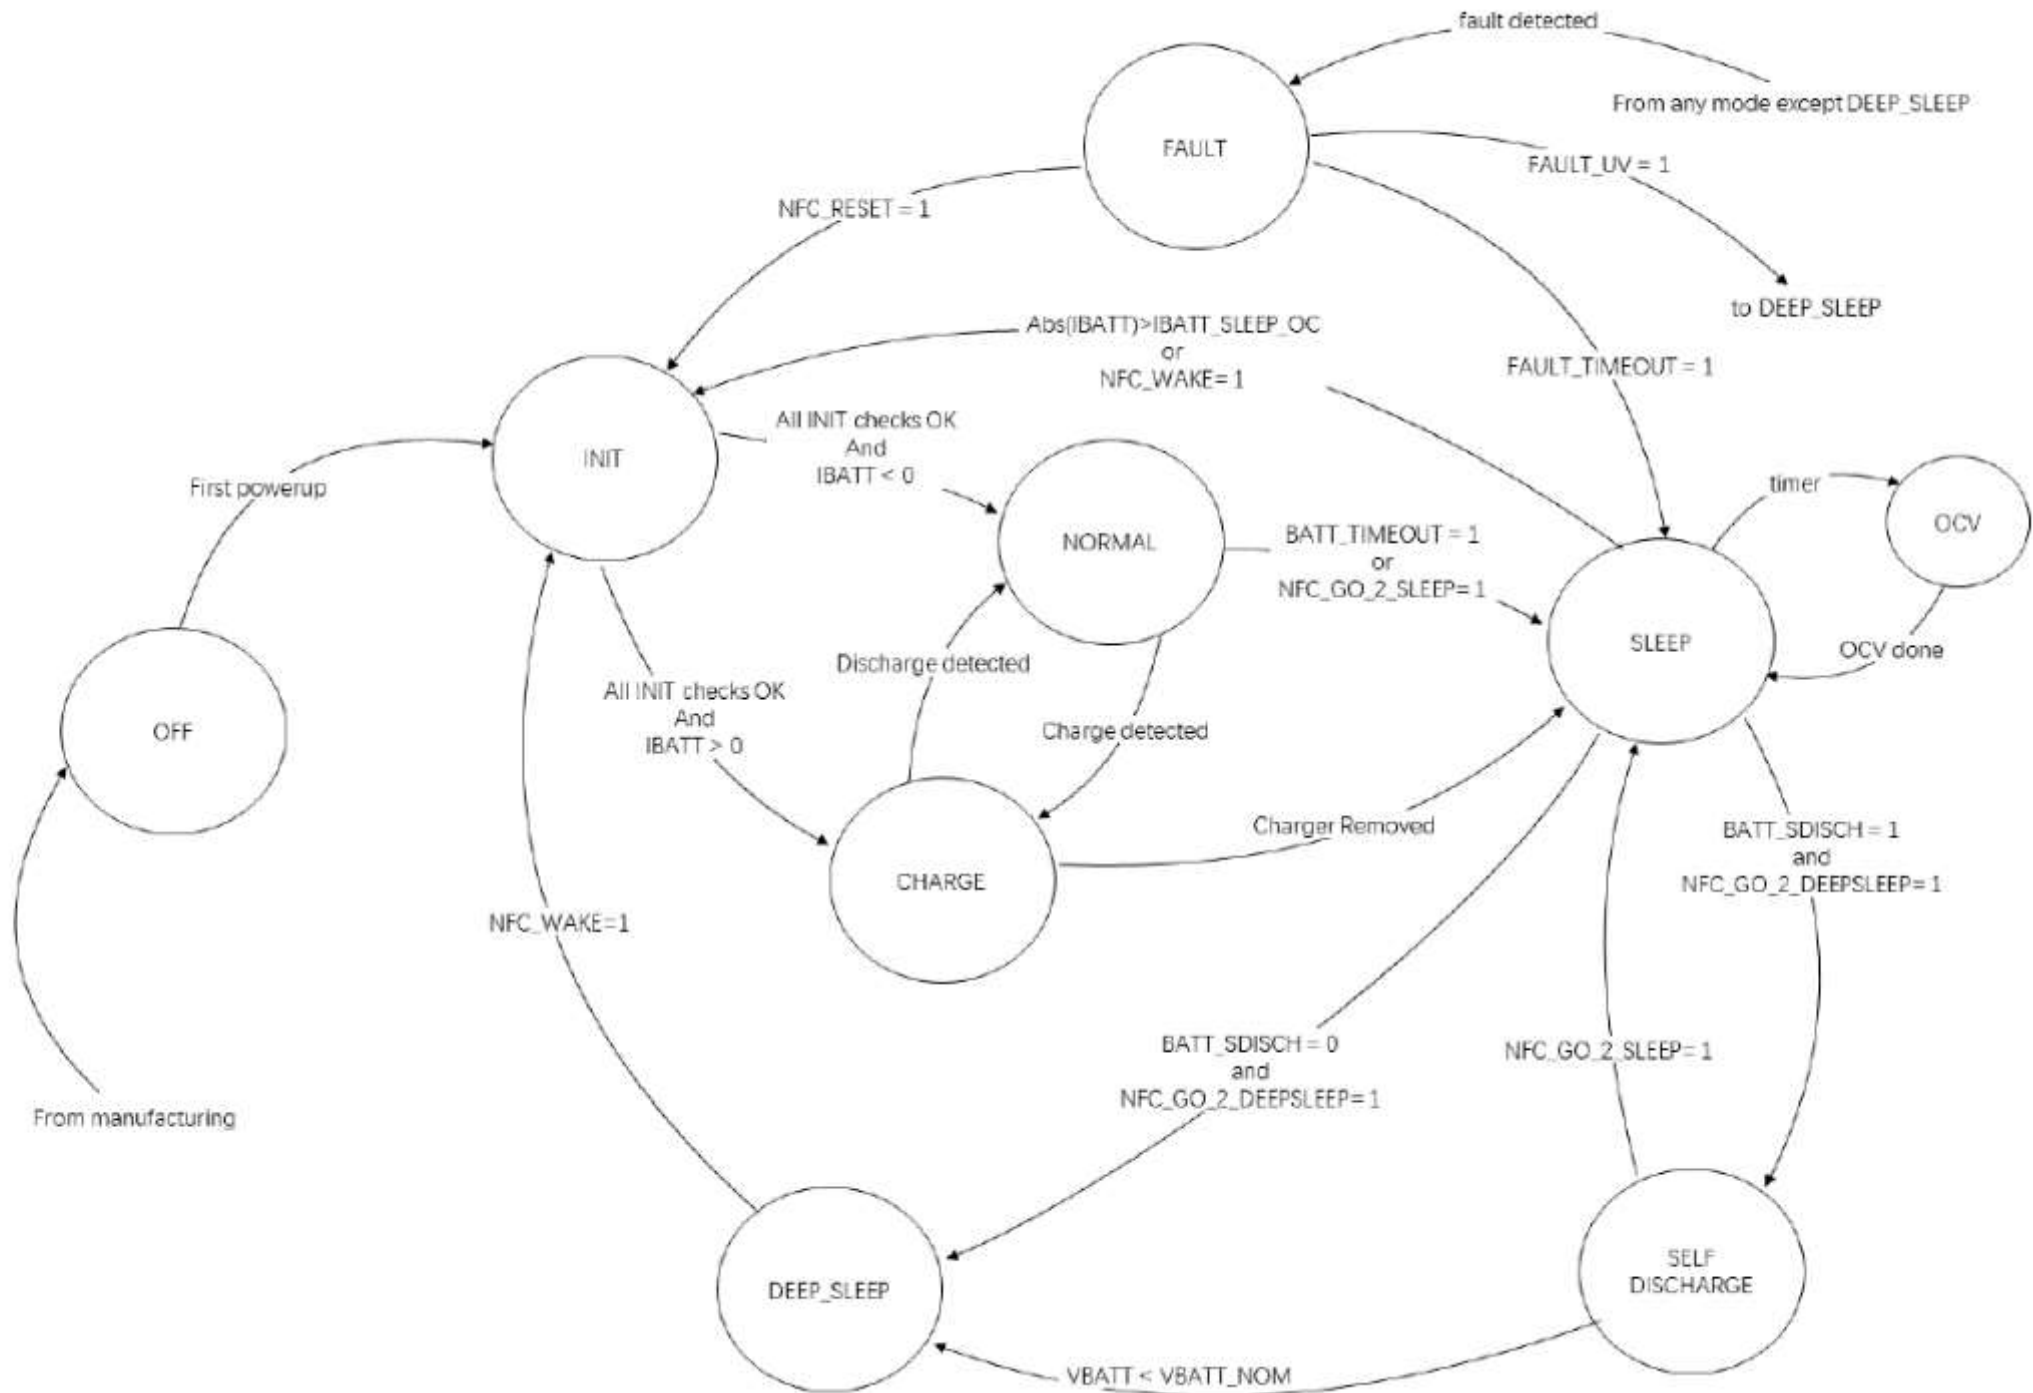 fault detected
From any mode except DEEP_SLEEP
FAULT
FAULT_UV = 1
NFC_RESET = 1
to DEEP_SLEEP
Abs(IBATT)>IBATT_SLEEP_OC
or
NFC_WAKE= 1
FAULT_TIMEOUT = 1
All INIT checks OK
And
IBATT < 0
INIT
First powerup
NORMAL
BATT_TIMEOUT = 1
or
NFC_GO_2_SLEEP= 1
timer
OCV
SLEEP
OCV done
Discharge detected
All INIT checks OK
And
IBATT > 0
Charge detected
OFF
Charger Removed
BATT_SDISCH = 1
and
NFC_GO_2_DEEPSLEEP= 1
CHARGE
NFC_WAKE=1
BATT_SDISCH = 0
and
NFC_GO_2_DEEPSLEEP= 1
NFC_GO_2_SLEEP= 1
From manufacturing
SELF
DISCHARGE
DEEP_SLEEP
VBATT < VBATT_NOM